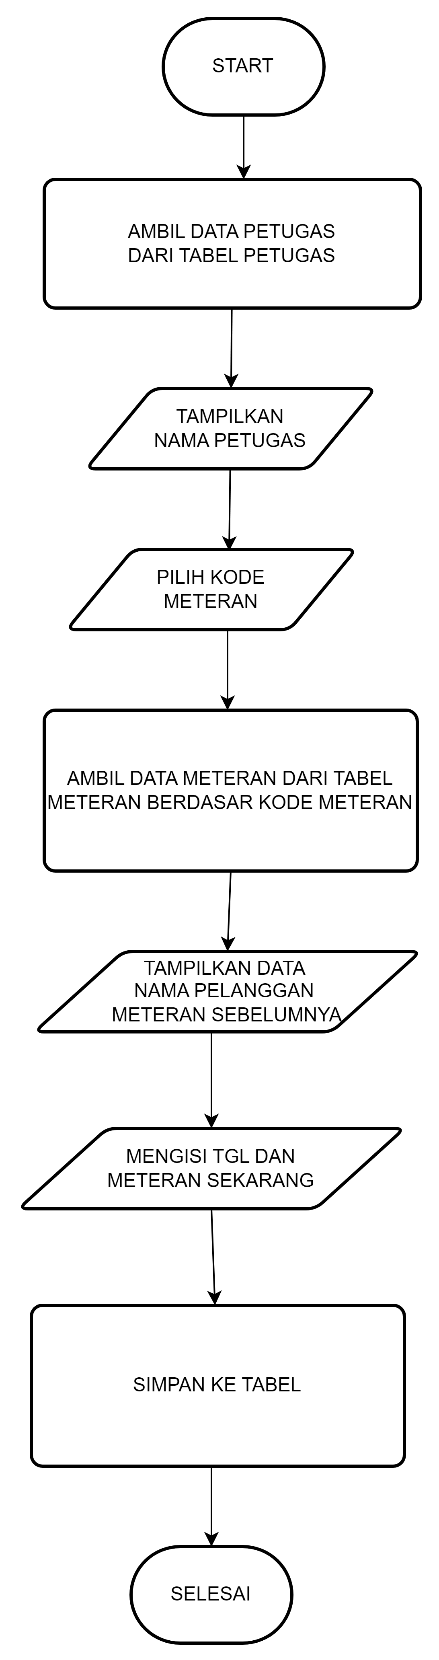 START
AMBIL DATA PETUGAS
DARI TABEL PETUGAS
TAMPILKAN
NAMA PETUGAS
PILIH KODE
METERAN
AMBIL DATA METERAN DARI TABEL
METERAN BERDASAR KODE METERAN
TAMPILKAN DATA
NAMA PELANGGAN
METERAN SEBELUMNYA
MENGISI TGL DAN
METERAN SEKARANG
SIMPAN KE TABEL
SELESAI